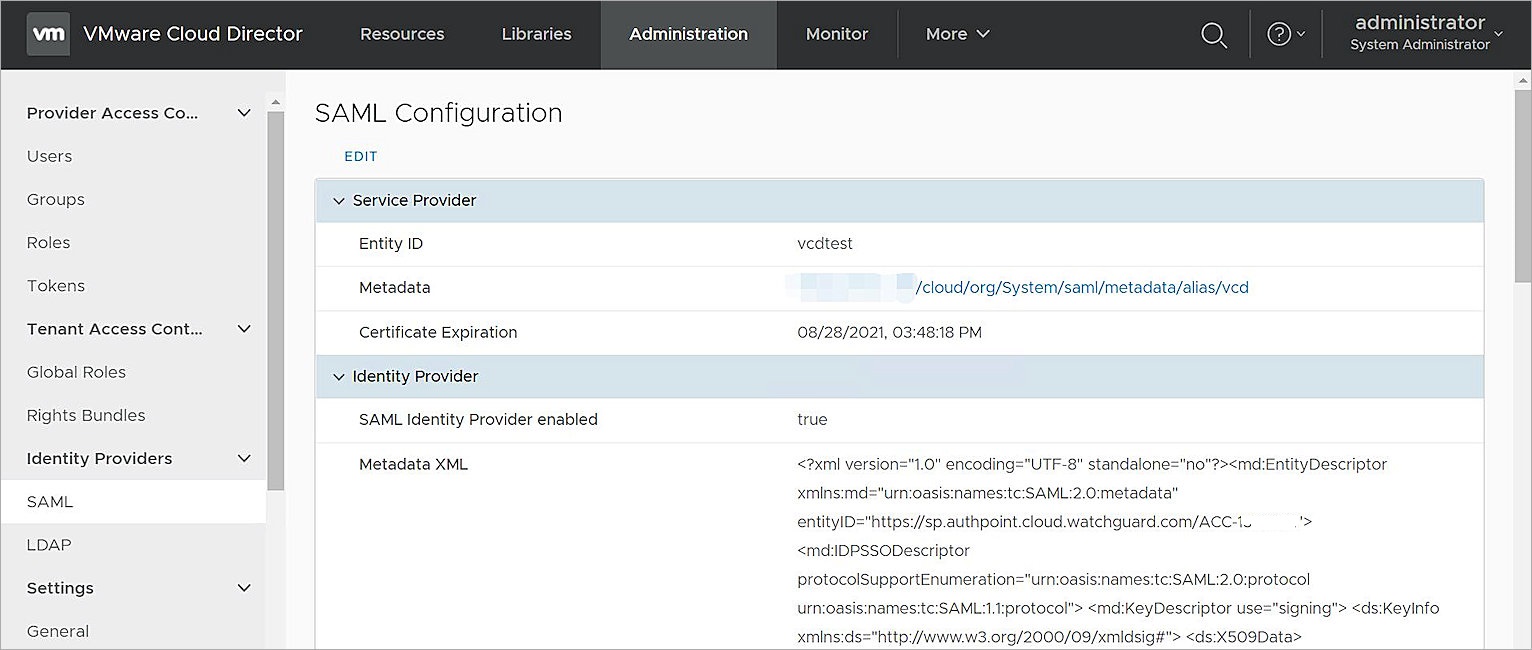 vm VMware Cloud Director Resources Libraries Administration Monitor More ? administrator
System Administrator
Provider Access Co...
Users
Groups
Roles
Tokens
Tenant Access Cont...
Global Roles
Rights Bundles
Identity Providers
SAML
LDAP
Settings
General
SAML Configuration
EDIT
Service Provider
Entity ID vcdtest
Metadata /cloud/org/System/saml/metadata/alias/vcd
Certificate Expiration 08/28/2021, 03:48:18 PM
Identity Provider
SAML Identity Provider enabled true
Metadata XML <?xml version="1.0" encoding="UTF-8" standalone="no"?><md:EntityDescriptor
xmlns:md="urn:oasis:names:tc:SAML:2.0:metadata"
entityID="https://sp.authpoint.cloud.watchguard.com/ACC-1 ">
<md:IDPSSODescriptor
protocolSupportEnumeration="urn:oasis:names:tc:SAML:2.0:protocol
urn:oasis:names:tc:SAML:1.1:protocol"> <md:KeyDescriptor use="signing"> <ds:KeyInfo
xmlns:ds="http://www.w3.org/2000/09/xmldsig#"> <ds:X509Data>